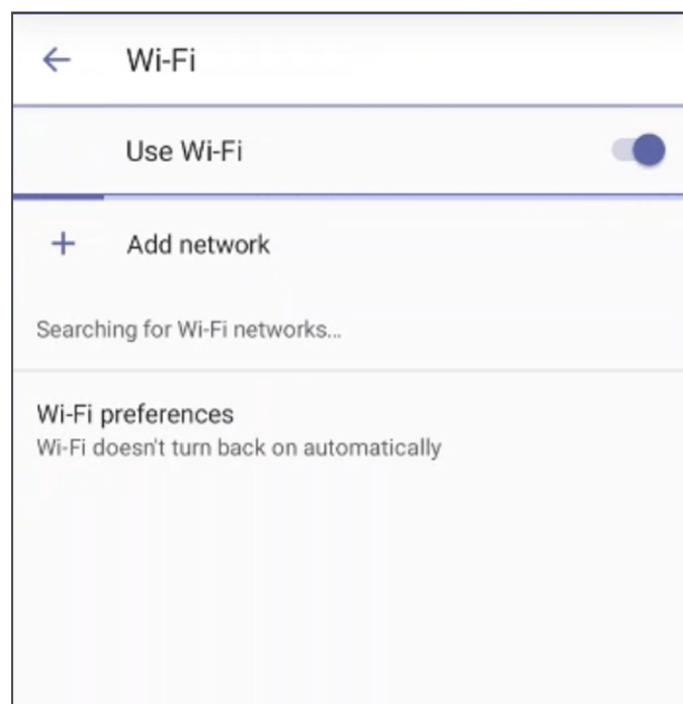 Wi-Fi
Use Wi-Fi
Add network
Searching for Wi-Fi networks...
Wi-Fi preferences
Wi-Fi doesn't turn back on automatically